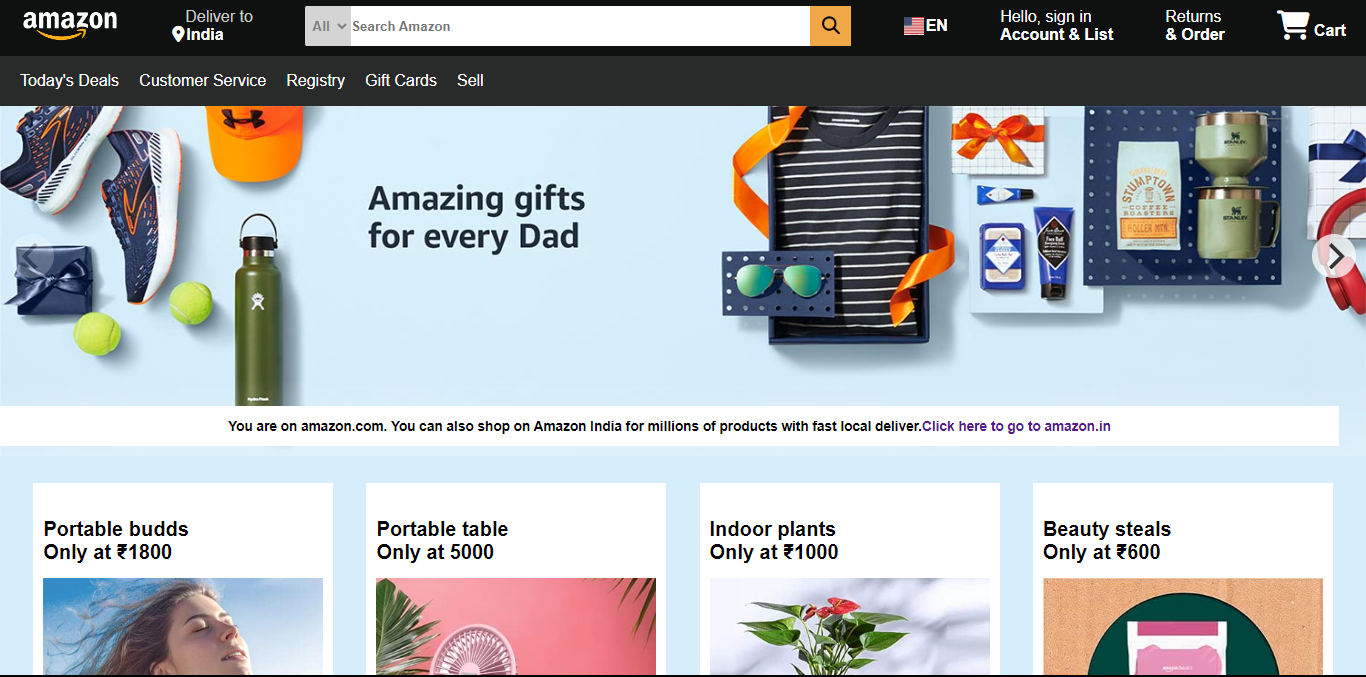 amazon
Deliver to
India
All
Search Amazon
EN
Hello, sign in
Account & List
Returns
& Order
Cart
Today's Deals
Customer Service
Registry
Gift Cards
Sell
Amazing gifts
for every Dad
STANLEY
STUMPTOWN
COFFEE
ROASTERS
HOLLER MTN.
STANLEY
Hydro Flask
You are on amazon.com. You can also shop on Amazon India for millions of products with fast local deliver.Click here to go to amazon.in
Portable budds
Only at ₹1800
Portable table
Only at 5000
Indoor plants
Only at ₹1000
Beauty steals
Only at ₹600